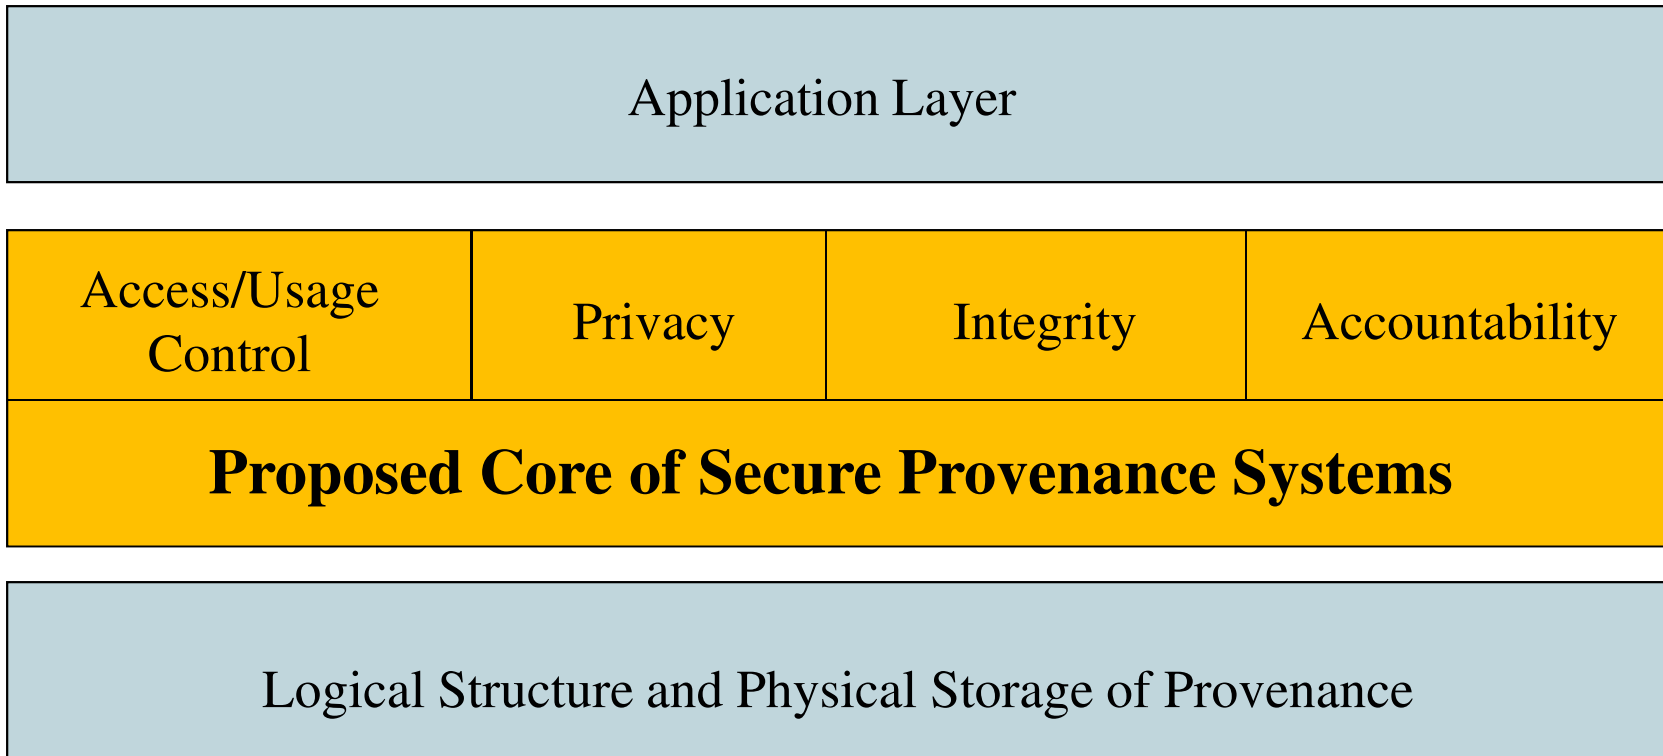 Application Layer
Access/Usage
Control
Privacy
Integrity
Accountability
Proposed Core of Secure Provenance Systems
Logical Structure and Physical Storage of Provenance